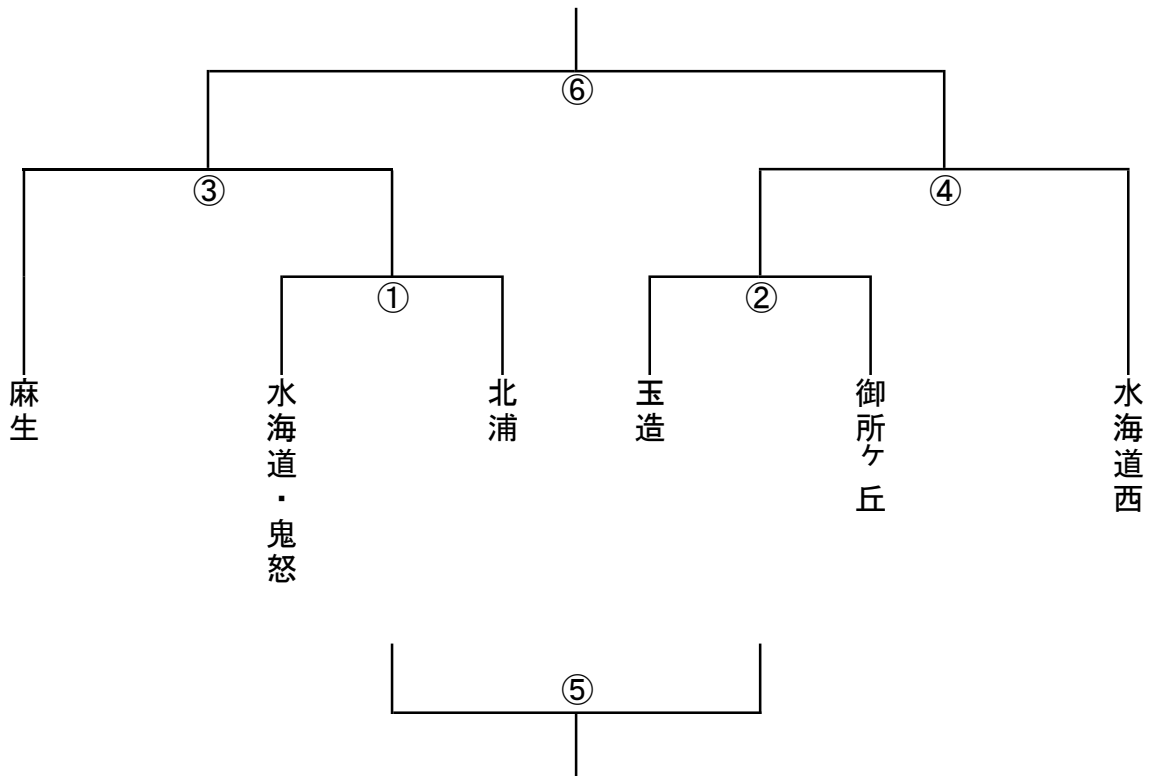 ⑥
③
④
①
②
麻生
水海道・鬼怒
北浦
玉造
御所ケ丘
水海道西
⑤